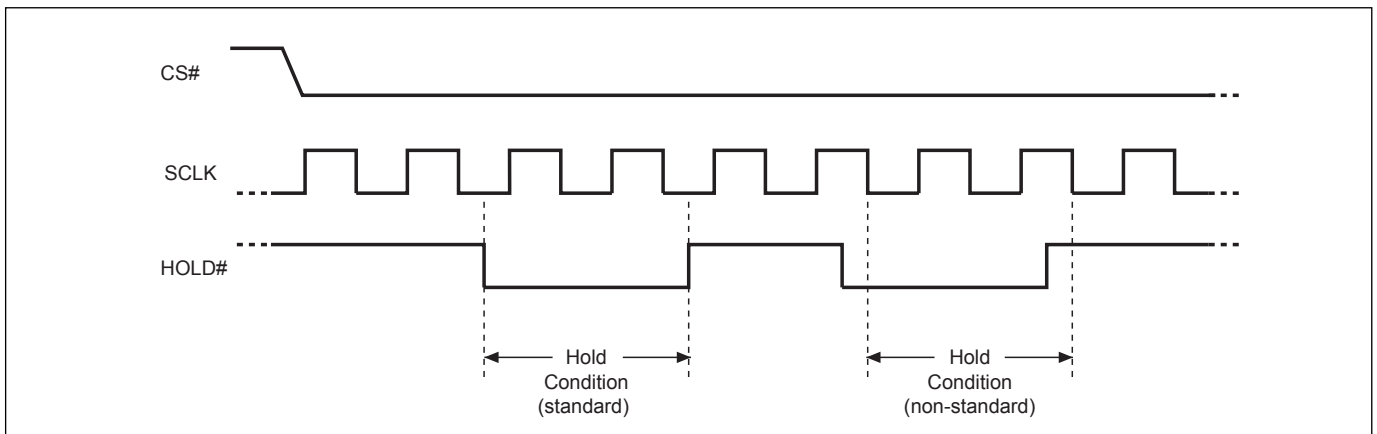 CS#
SCLK
HOLD#
Hold
Condition
(standard)
Hold
Condition
(non-standard)